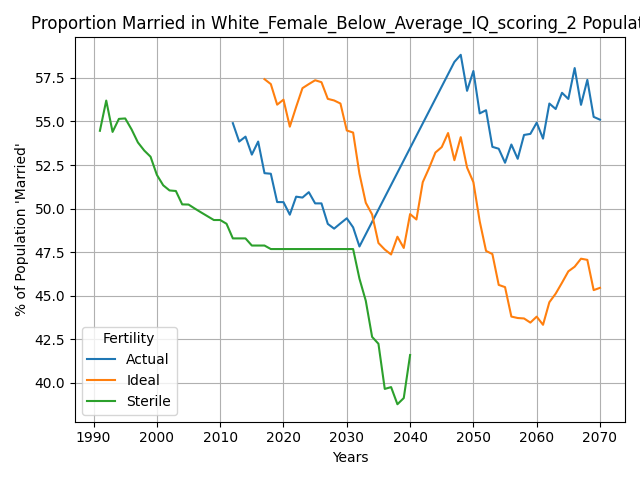 Proportion Married in White_Female_Below_Average_IQ_scoring_2 Populat
% of Population 'Married'
57.5
55.0
52.5
50.0
47.5
45.0
42.5
40.0
Fertility
Actual
Ideal
Sterile
1990 2000 2010 2020 2030 2040 2050 2060 2070
Years